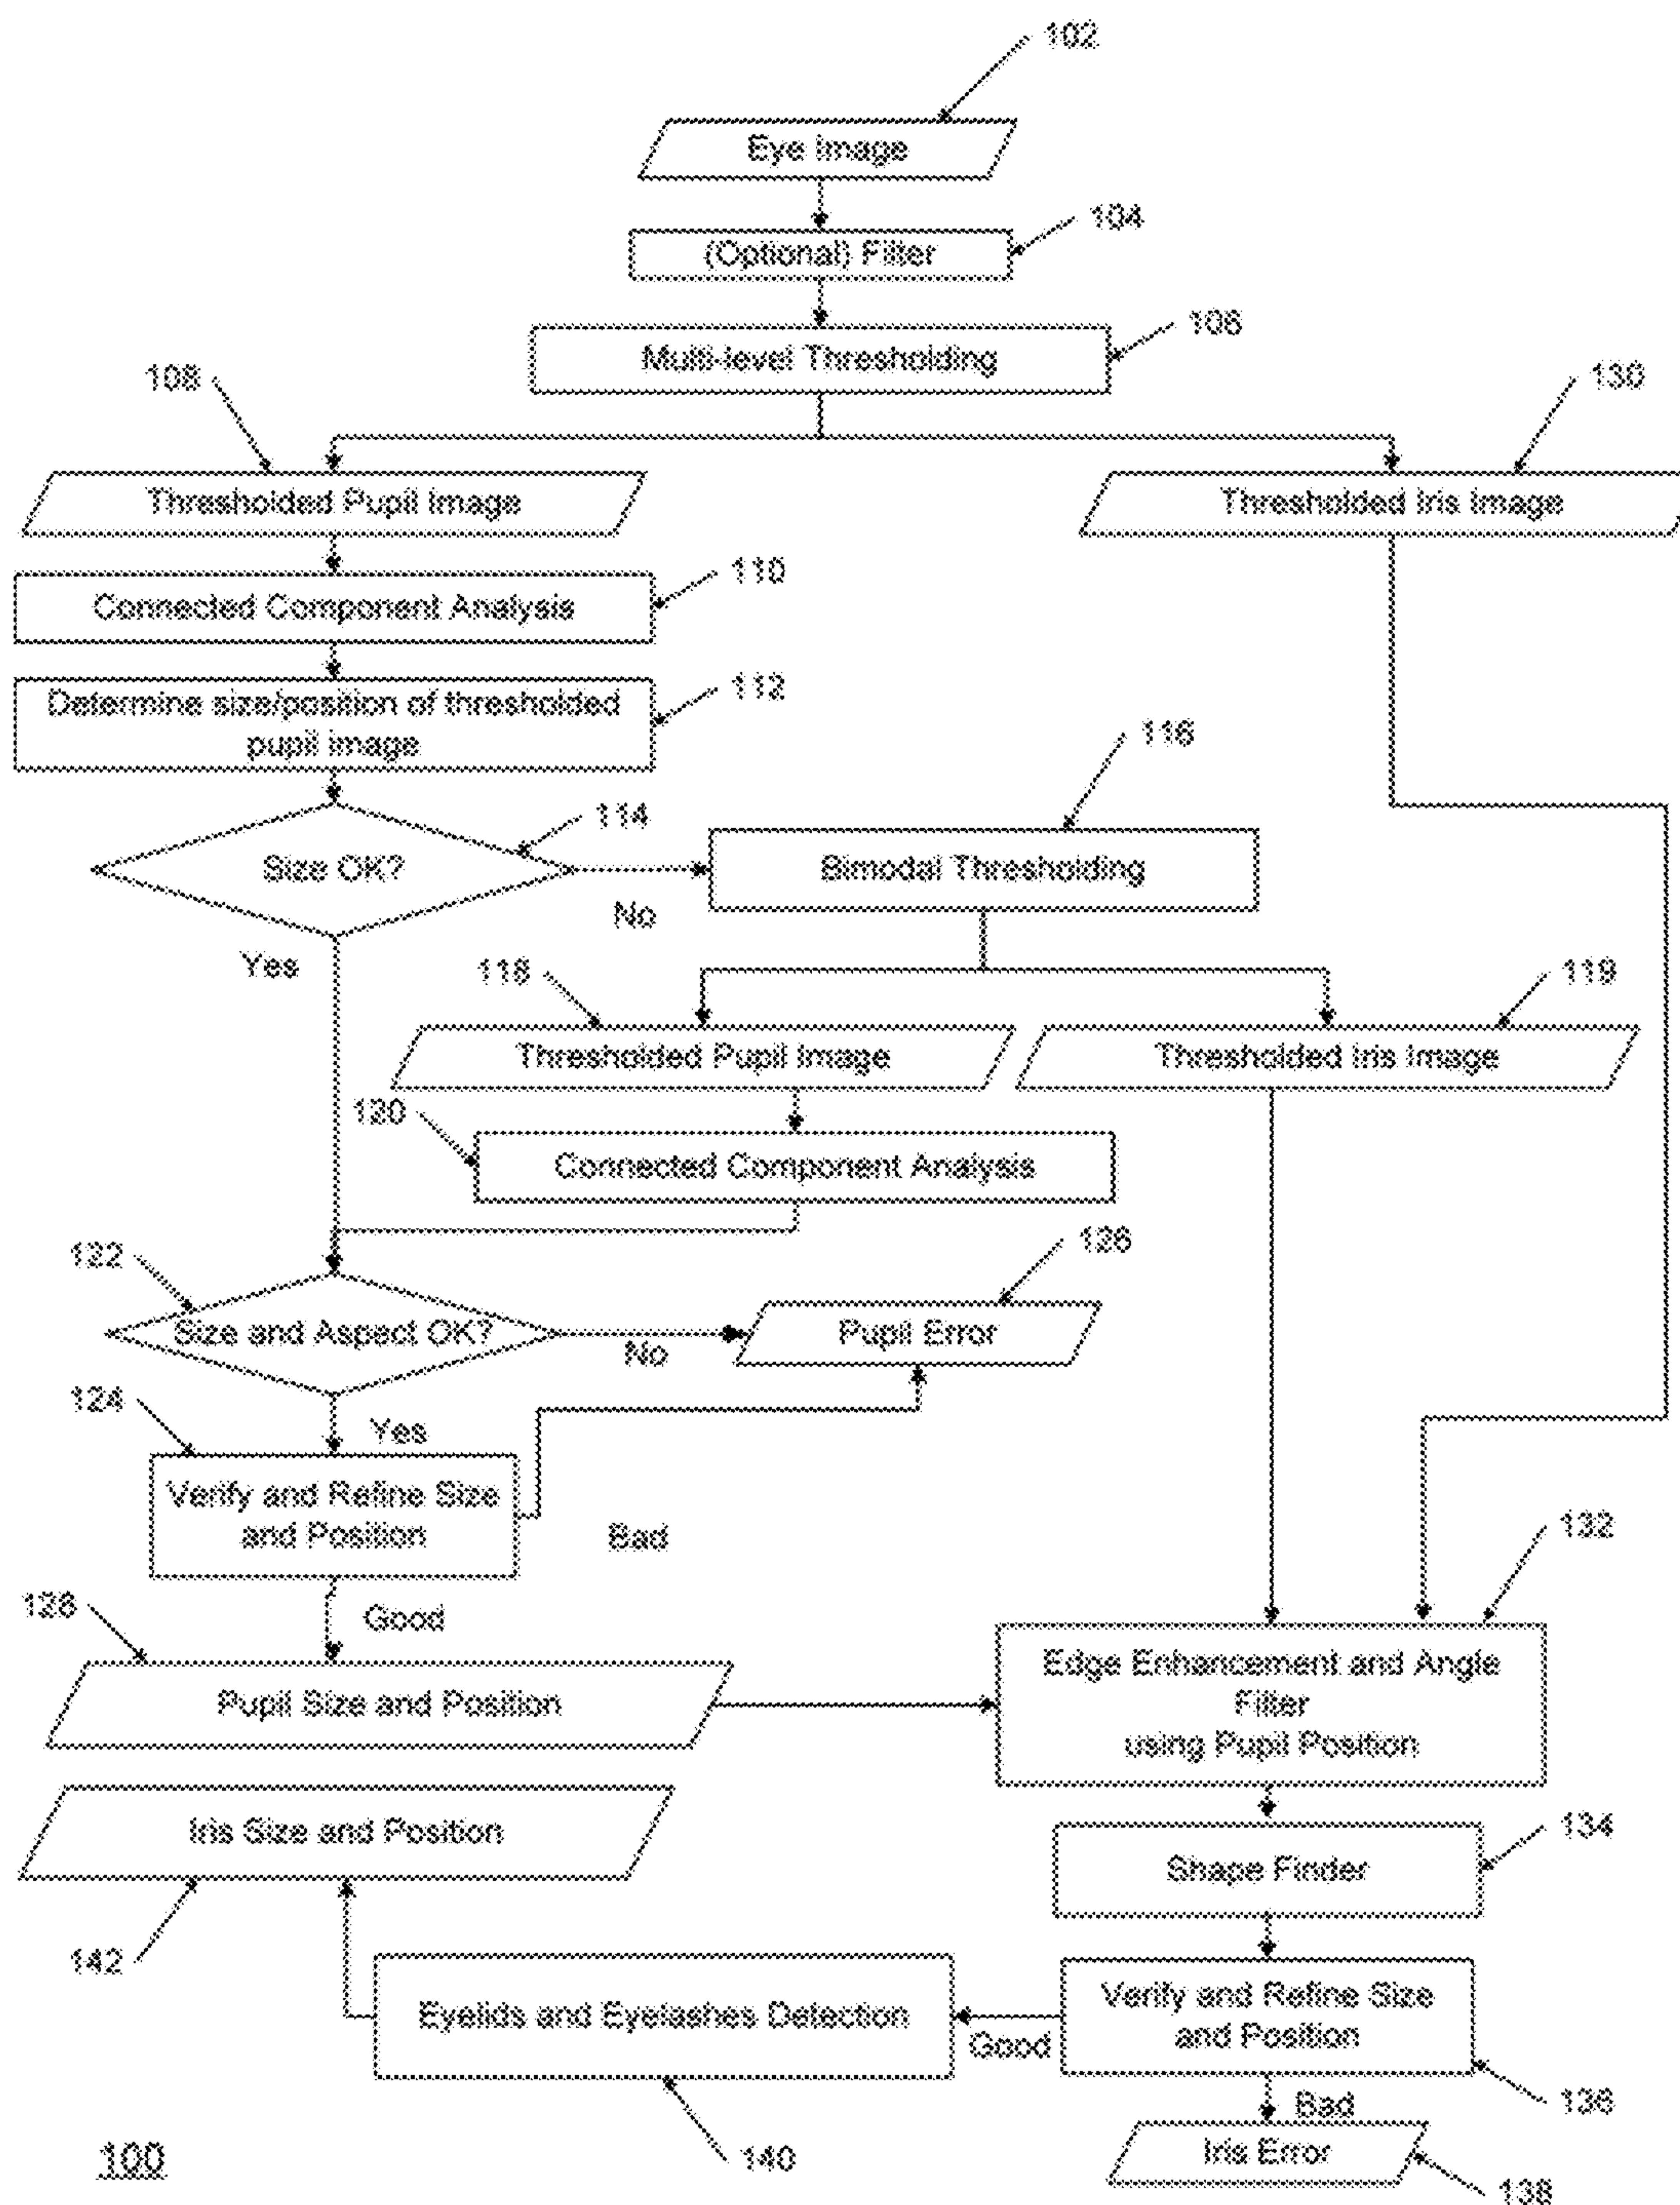 102
Eye Image
104
(Optional) Filter
106
Multi-level Thresholding
108
130
Thresholded Pupil Image
Thresholded Iris Image
110
Connected Component Analysis
112
Determine size/position of thresholded
pupil image
116
114
Size OK?
Bimodal Thresholding
No
Yes
118
119
Thresholded Pupil Image
Thresholded Iris Image
120
Connected Component Analysis
122
126
Size and Aspect OK?
Pupil Error
No
124
Yes
Verify and Refine Size
and Position
Bad
132
128
Good
Edge Enhancement and Angle
Filter
using Pupil Position
Pupil Size and Position
Iris Size and Position
134
Shape Finder
142
Verify and Refine Size
and Position
Eyelids and Eyelashes Detection
Good
136
Bad
Iris Error
140
100
138